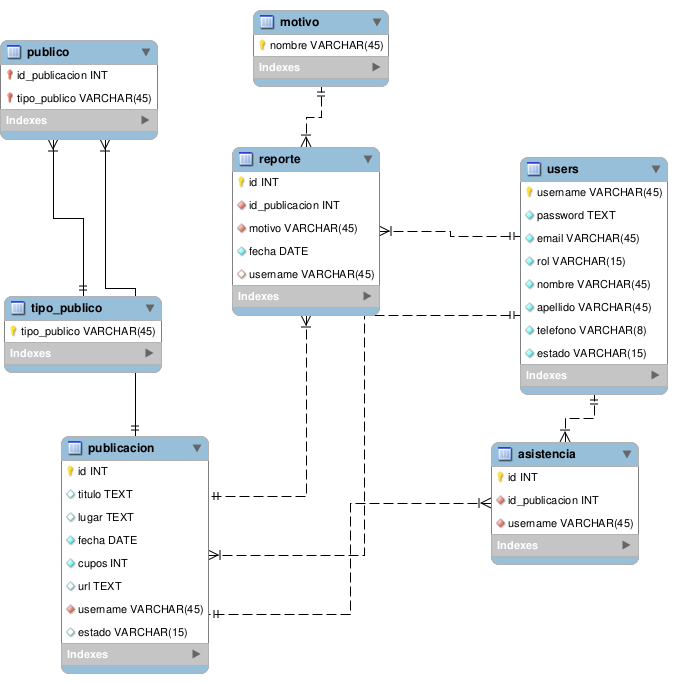 motivo
nombre VARCHAR(45)
Indexes
publico
id_publicacion INT
tipo_publico VARCHAR(45)
Indexes
reporte
id INT
id_publicacion INT
motivo VARCHAR(45)
fecha DATE
username VARCHAR(45)
Indexes
users
username VARCHAR(45)
password TEXT
email VARCHAR(45)
rol VARCHAR(15)
nombre VARCHAR(45)
apellido VARCHAR(45)
telefono VARCHAR(8)
estado VARCHAR(15)
Indexes
tipo_publico
tipo_publico VARCHAR(45)
Indexes
publicacion
id INT
titulo TEXT
lugar TEXT
fecha DATE
cupos INT
url TEXT
username VARCHAR(45)
estado VARCHAR(15)
Indexes
asistencia
id INT
id_publicacion INT
username VARCHAR(45)
Indexes